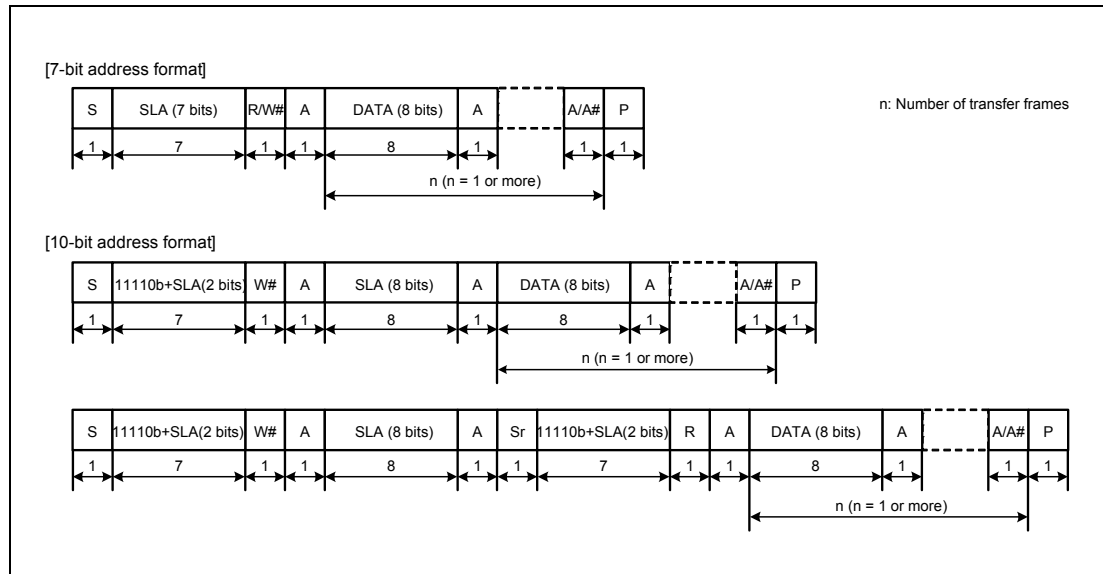 [7-bit address format]
n: Number of transfer frames
S SLA (7 bits) R/W# A DATA (8 bits) A A/A# P
1 7 1 1 8 1 1 1
n (n = 1 or more)
[10-bit address format]
S 11110b+SLA(2 bits) W# A SLA (8 bits) A DATA (8 bits) A A/A# P
1 7 1 1 8 1 8 1 1 1
n (n = 1 or more)
S 11110b+SLA(2 bits) W# A SLA (8 bits) A Sr 11110b+SLA(2 bits) R A DATA (8 bits) A A/A# P
1 7 1 1 8 1 1 7 1 1 8 1 1 1
n (n = 1 or more)